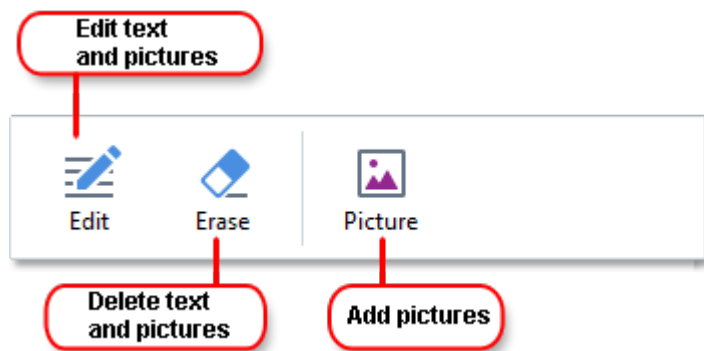 Edit text
and pictures
Edit
Erase
Picture
Delete text
and pictures
Add pictures